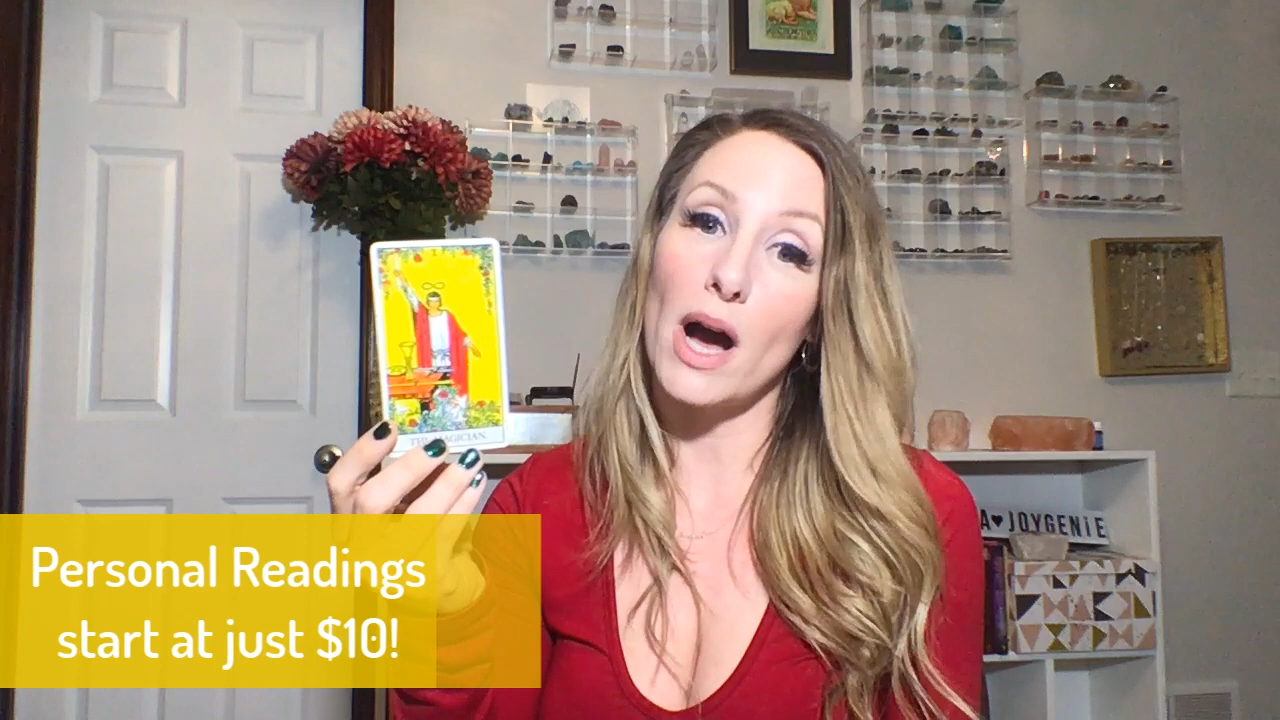 THE MAGICIAN.
A♥JOYGENiE
Personal Readings
start at just $10!